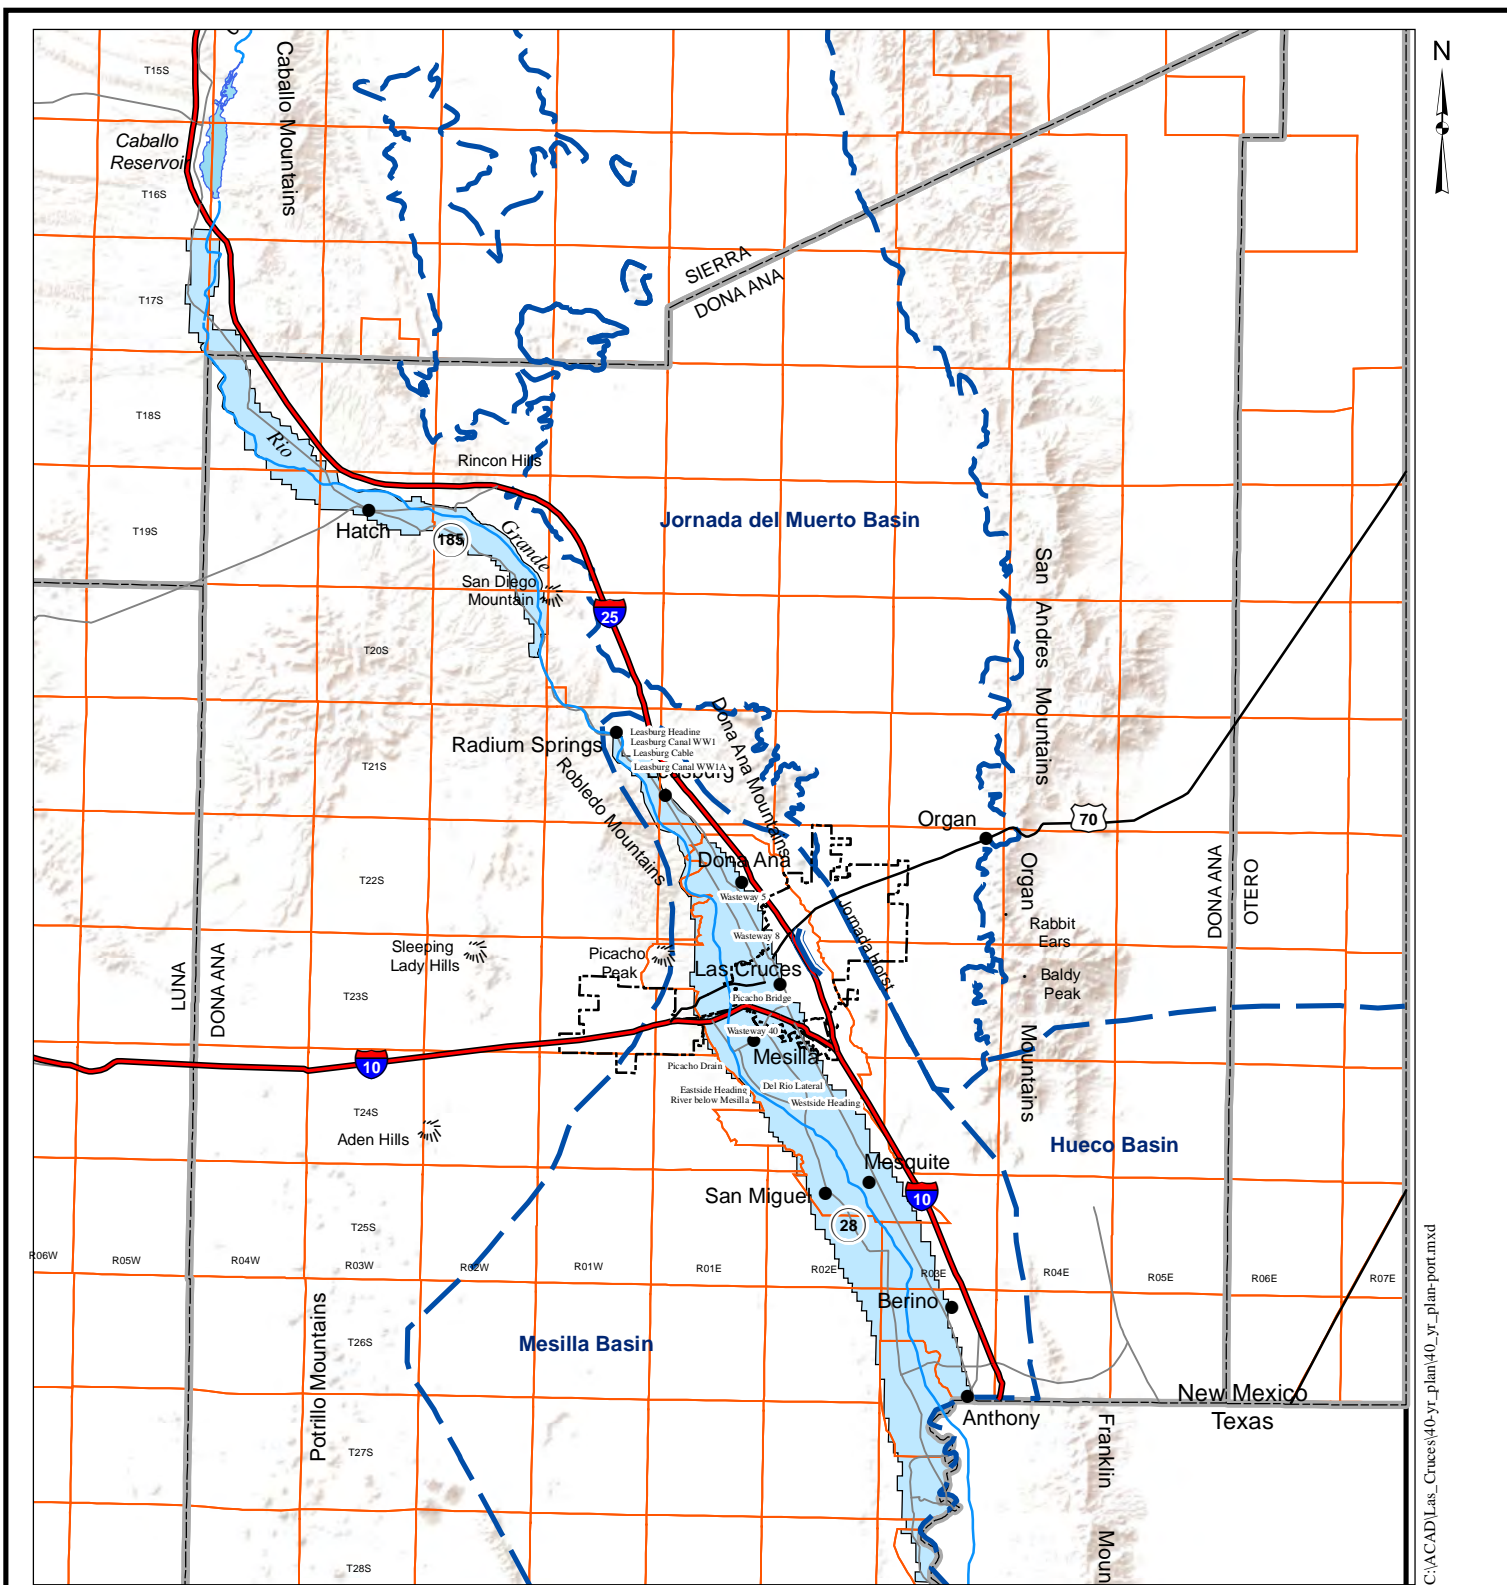 N
T15S
Caballo Mountains
Caballo
Reservoir
T16S
SIERRA
DONA ANA
T17S
T18S
Rio
Rincon Hills
Jornada del Muerto Basin
T19S
Hatch
185
Grande
San Diego
Mountain
San Andres Mountains
25
T20S
Dona Ana Mountains
Radium Springs
Leasburg Heading
Leasburg Canal WW1
Leasburg Cable
Leasburg Canal WW1A
Leasburg
T21S
Robledo Mountains
Organ
70
Dona Ana
T22S
Wasteway 5
Organ Mountains
DONA ANA
OTERO
Jornada Horst
Rabbit
Ears
Wasteway 8
Sleeping
Lady Hills
Picacho
Peak
Las Cruces
Baldy
Peak
LUNA
DONA ANA
T23S
Picacho Bridge
Wasteway 40
Mesilla
10
Picacho Drain
Eastside Heading
River below Mesilla
Del Rio Lateral
Westside Heading
T24S
Aden Hills
Hueco Basin
Mesquite
San Miguel
10
28
T25S
R06W
R05W
R04W
R03W
R02W
R01W
R01E
R02E
R03E
R04E
R05E
R06E
R07E
Berino
Potrillo Mountains
T26S
Mesilla Basin
New Mexico
Texas
Anthony
Franklin Moun
T27S
T28S
C:\ACAD\Las_Cruces\40-yr_plan\40_yr_plan-port.mxd